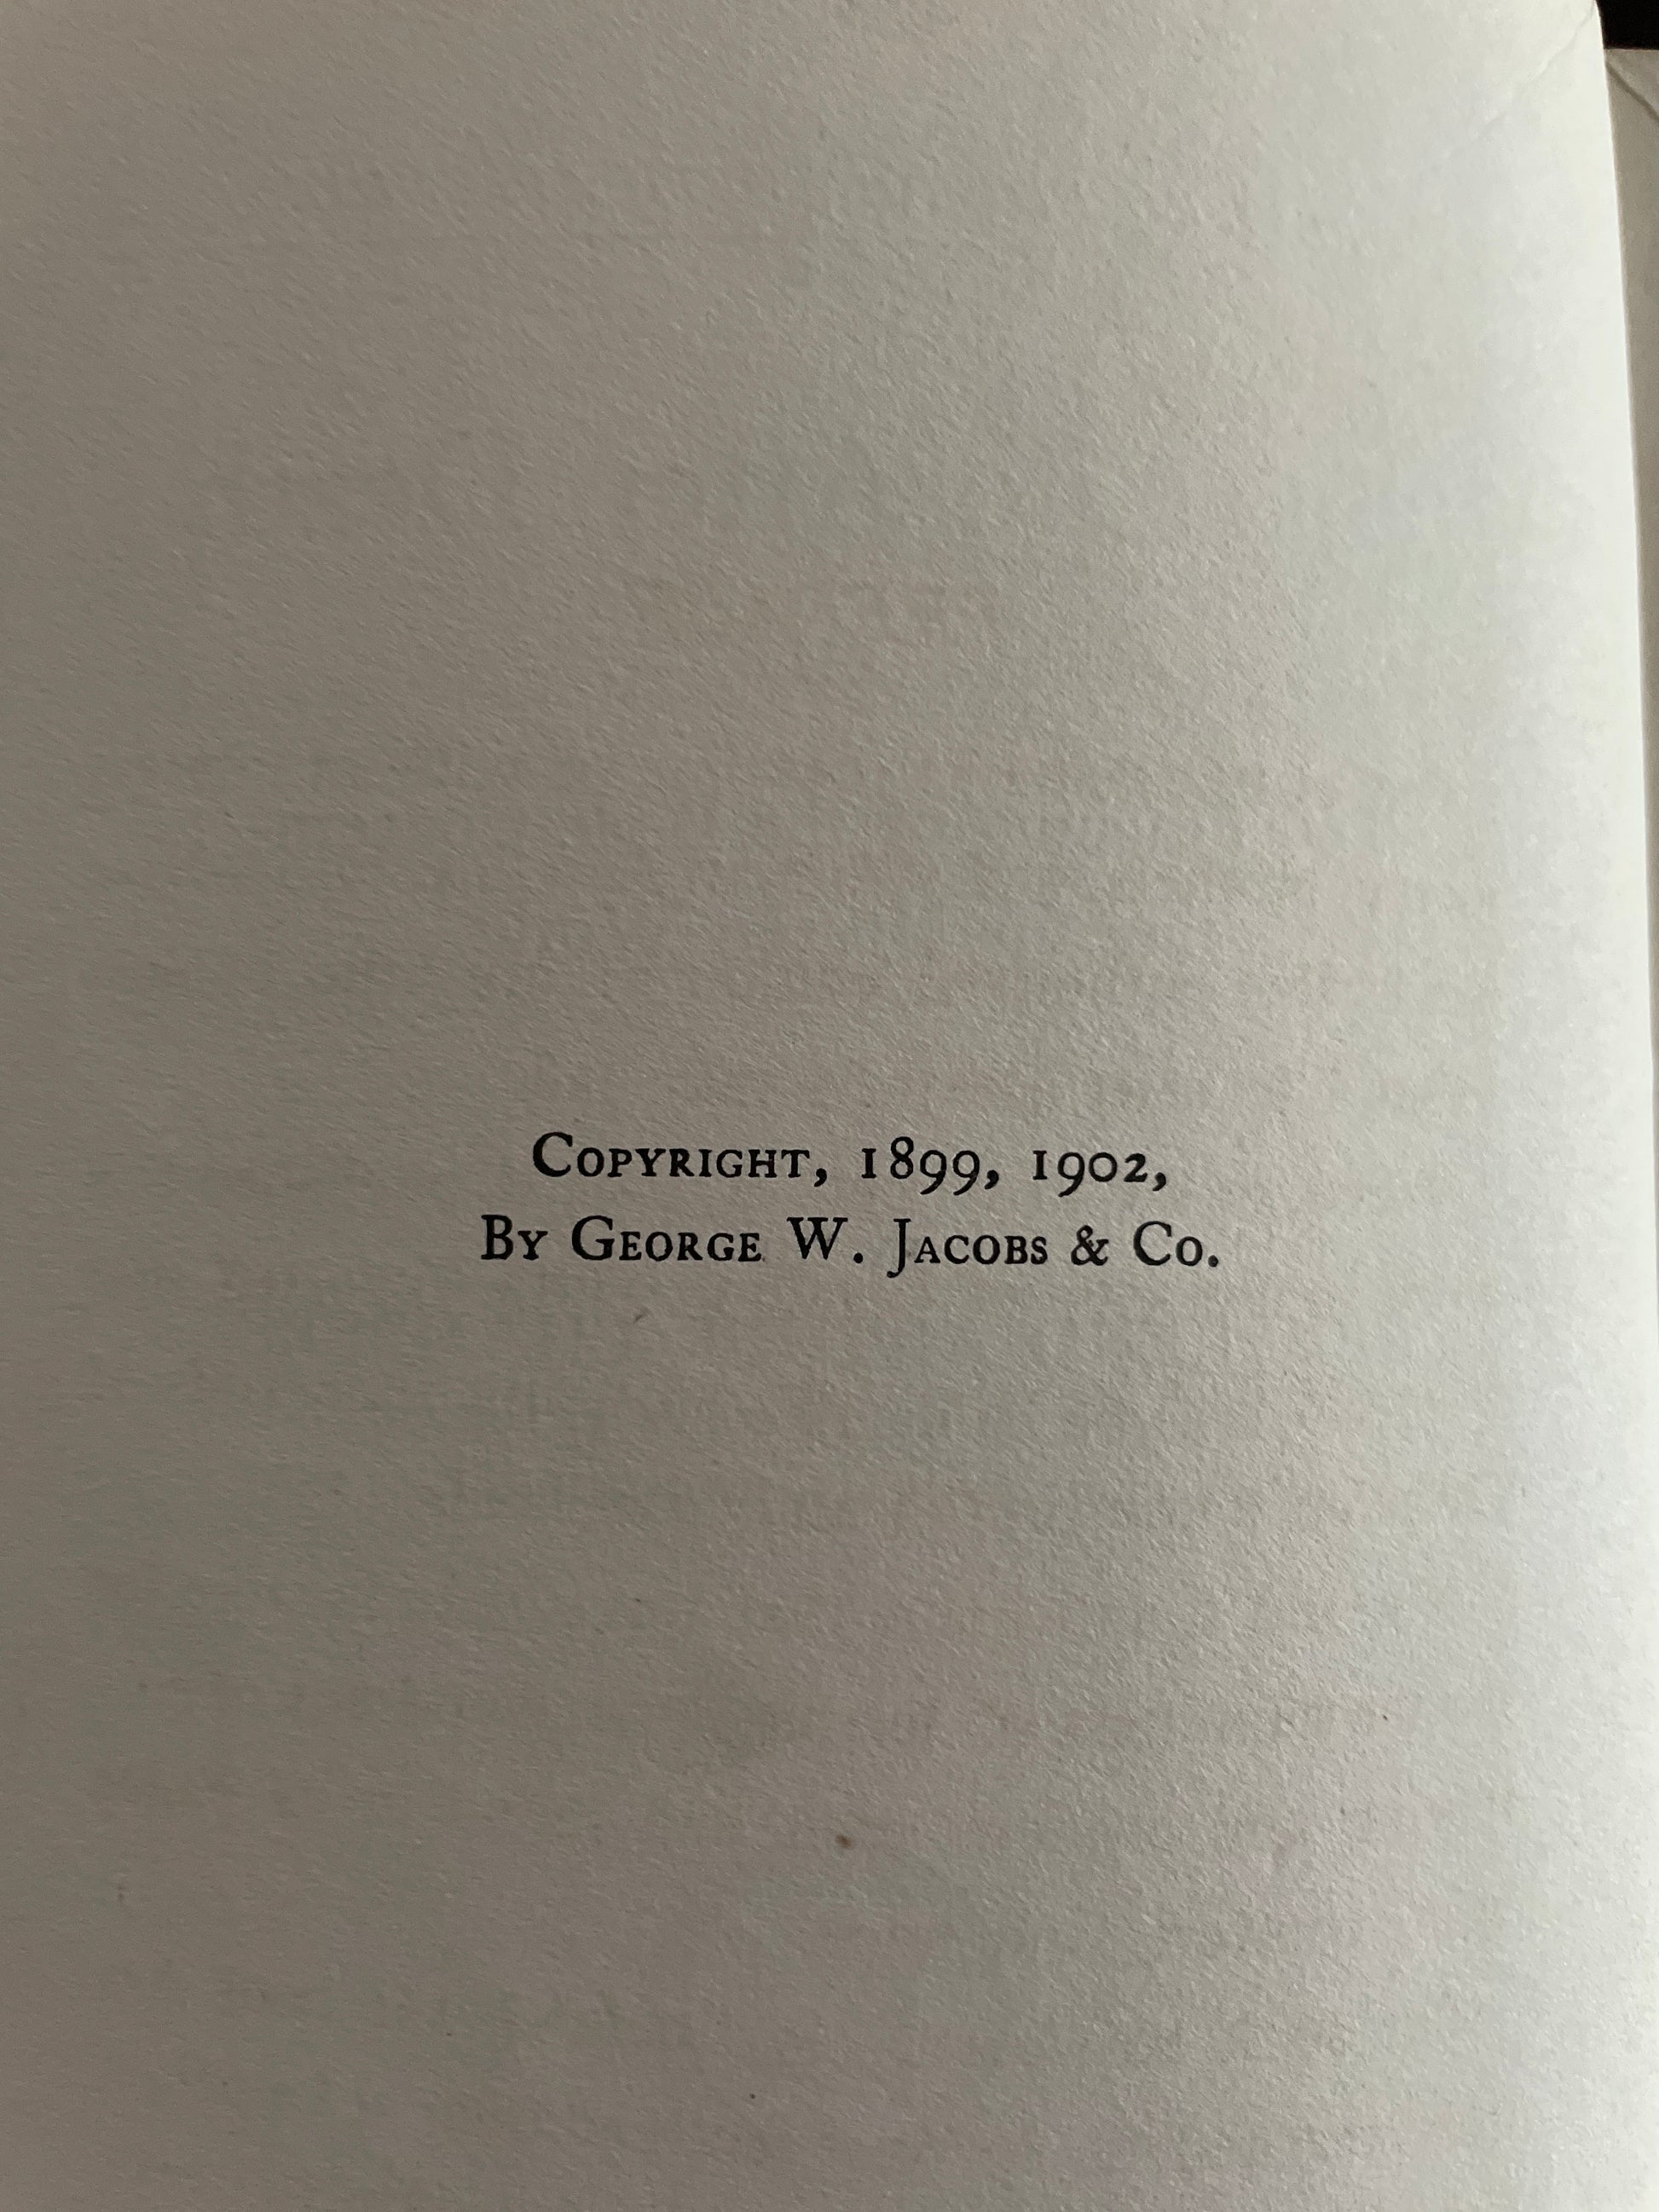 Copyright, 1899, 1902,
By George W. Jacobs & Co.